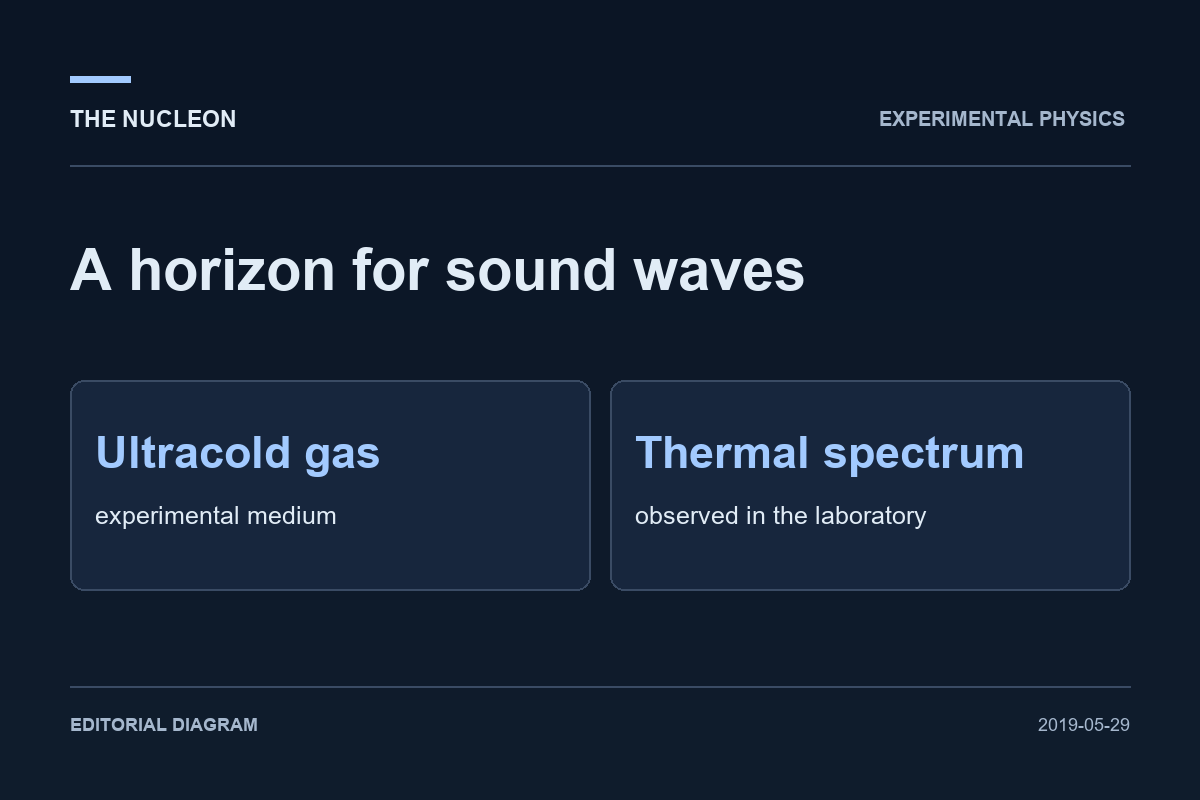 THE NUCLEON
EXPERIMENTAL PHYSICS
A horizon for sound waves
Ultracold gas
experimental medium
Thermal spectrum
observed in the laboratory
EDITORIAL DIAGRAM
2019-05-29